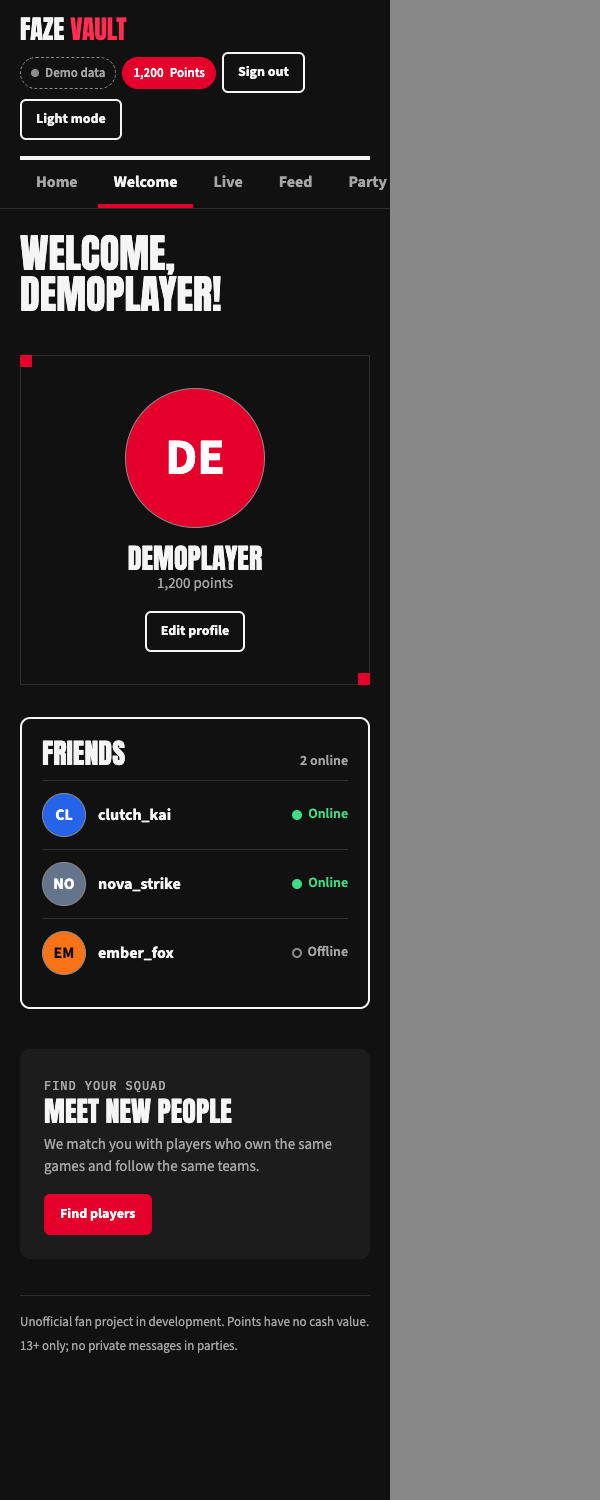 FAZE VAULT
Demo data
1,200 Points
Sign out
Light mode
Home Welcome Live Feed Party
WELCOME,
DEMOPLAYER!
DE
DEMOPLAYER
1,200 points
Edit profile
FRIENDS
2 online
CL clutch_kai Online
NO nova_strike Online
EM ember_fox Offline
FIND YOUR SQUAD
MEET NEW PEOPLE
We match you with players who own the same
games and follow the same teams.
Find players
Unofficial fan project in development. Points have no cash value.
13+ only; no private messages in parties.